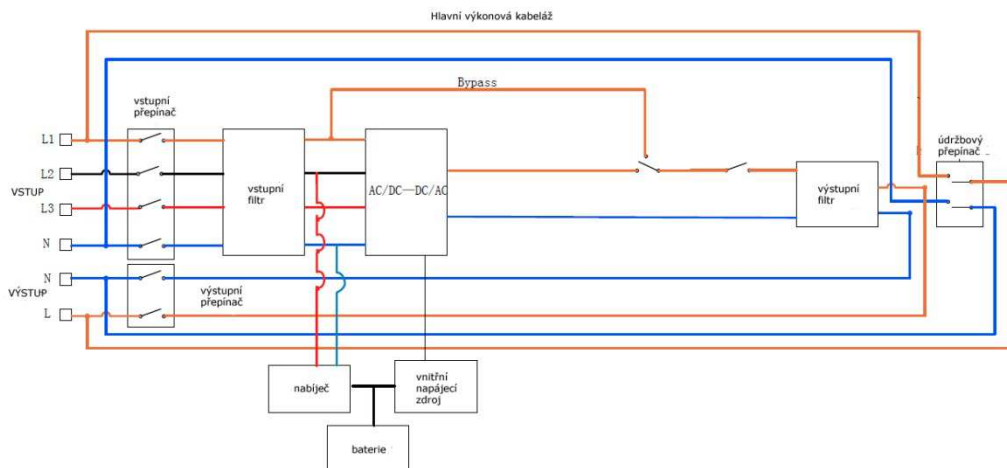 Hlavní výkonová kabeláž
Bypass
vstupní
přepínač
údržbový
přepínač
L1
L2
VSTUP
L3
N
N
VÝSTUP
L
vstupní
filtr
AC/DC—DC/AC
výstupní
filtr
výstupní
přepínač
nabíječ
vnitřní
napájecí
zdroj
baterie